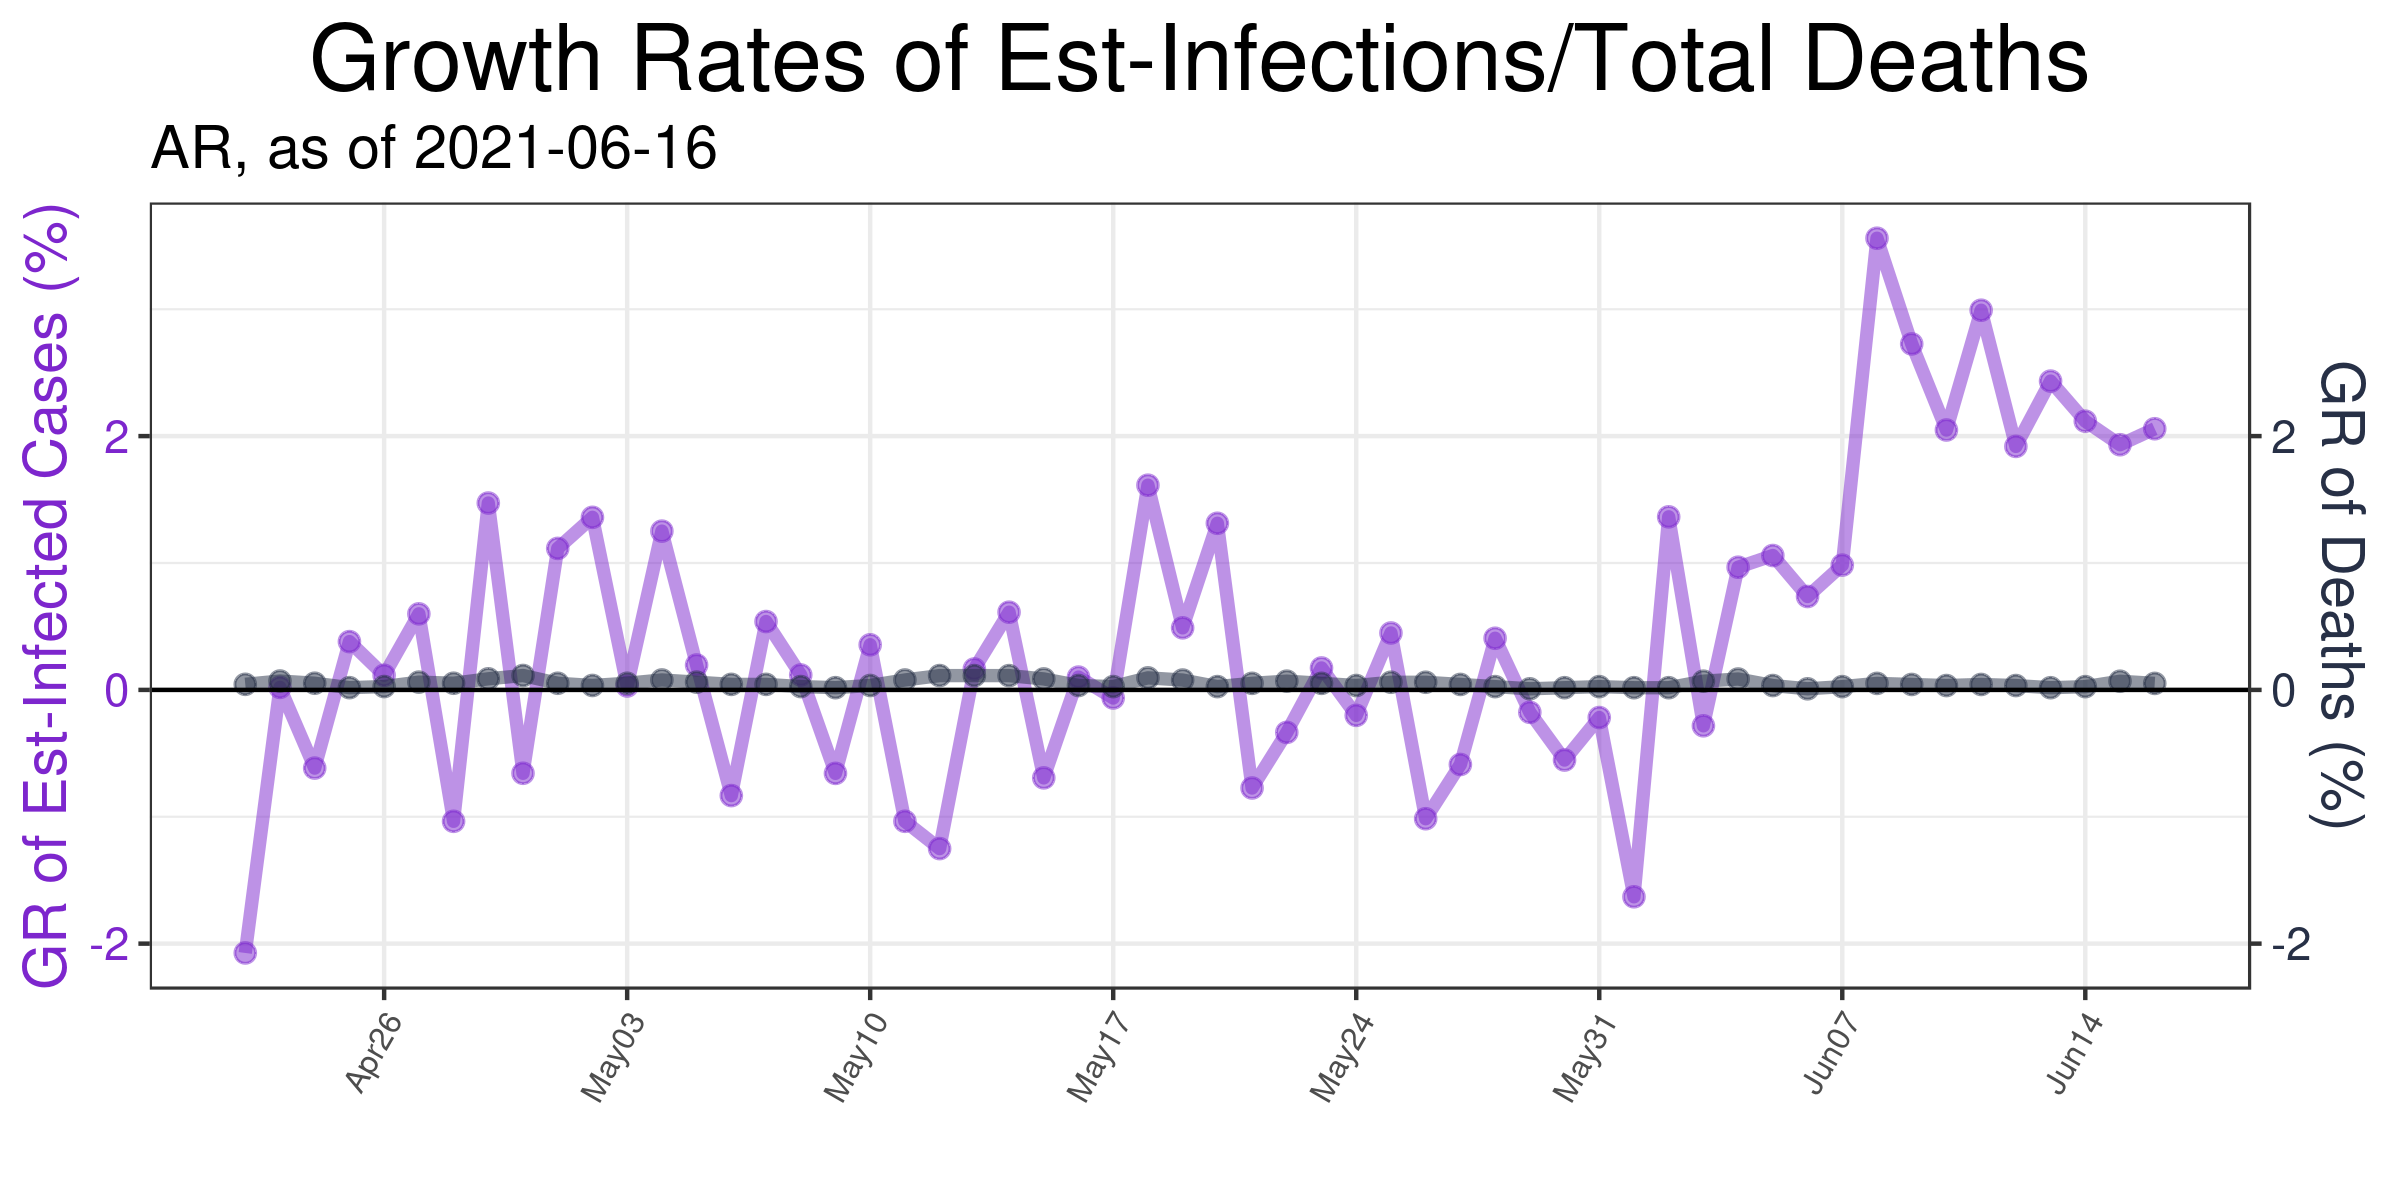 Growth Rates of Est-Infections/Total Deaths
AR, as of 2021-06-16
GR of Est-Infected Cases (%)
2
0
-2
2
0
-2
GR of Deaths (%)
Apr26
May03
May10
May17
May24
May31
Jun07
Jun14